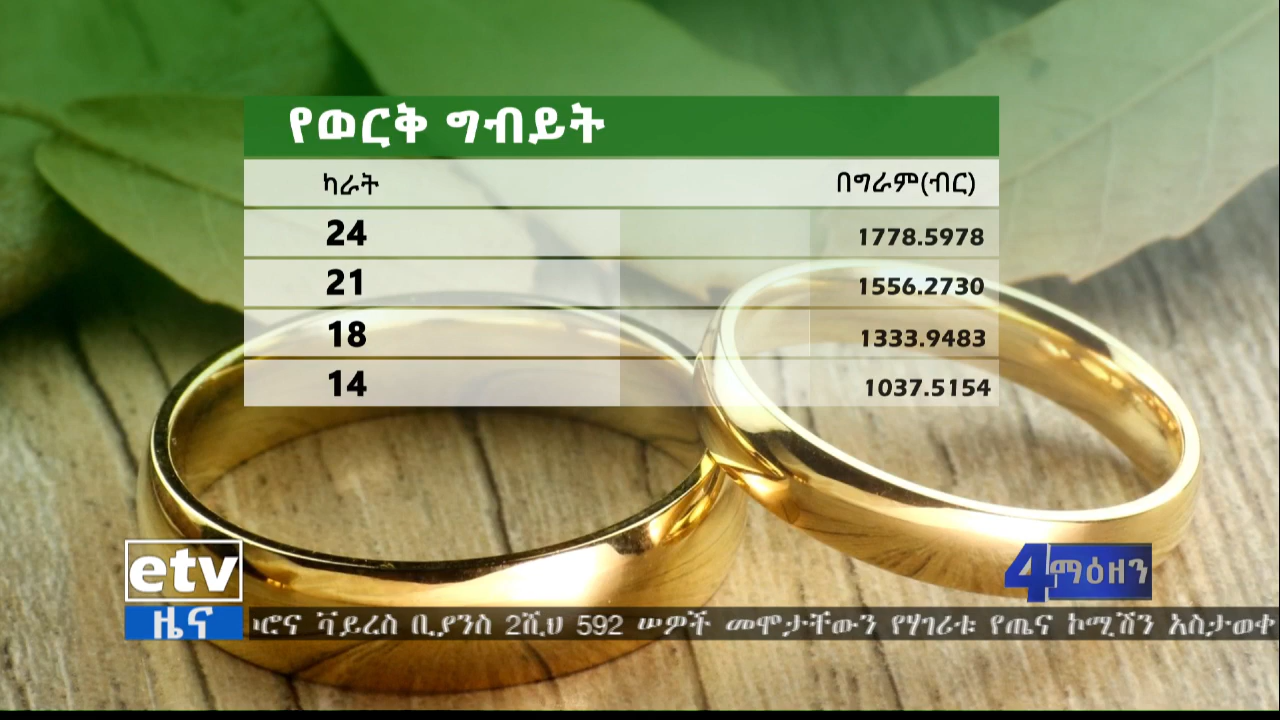 የወርቅ ግብይት
ካራት በግራም(ብር)
24 1778.5978
21 1556.2730
18 1333.9483
14 1037.5154
etv
4ማዕዘን
ዜና
ቫይረስ ቢያንስ 2ሺህ 592 ሠዎች መሞታቸውን የሃገሪቱ የጤና ኮሚሽን አስታወቀ